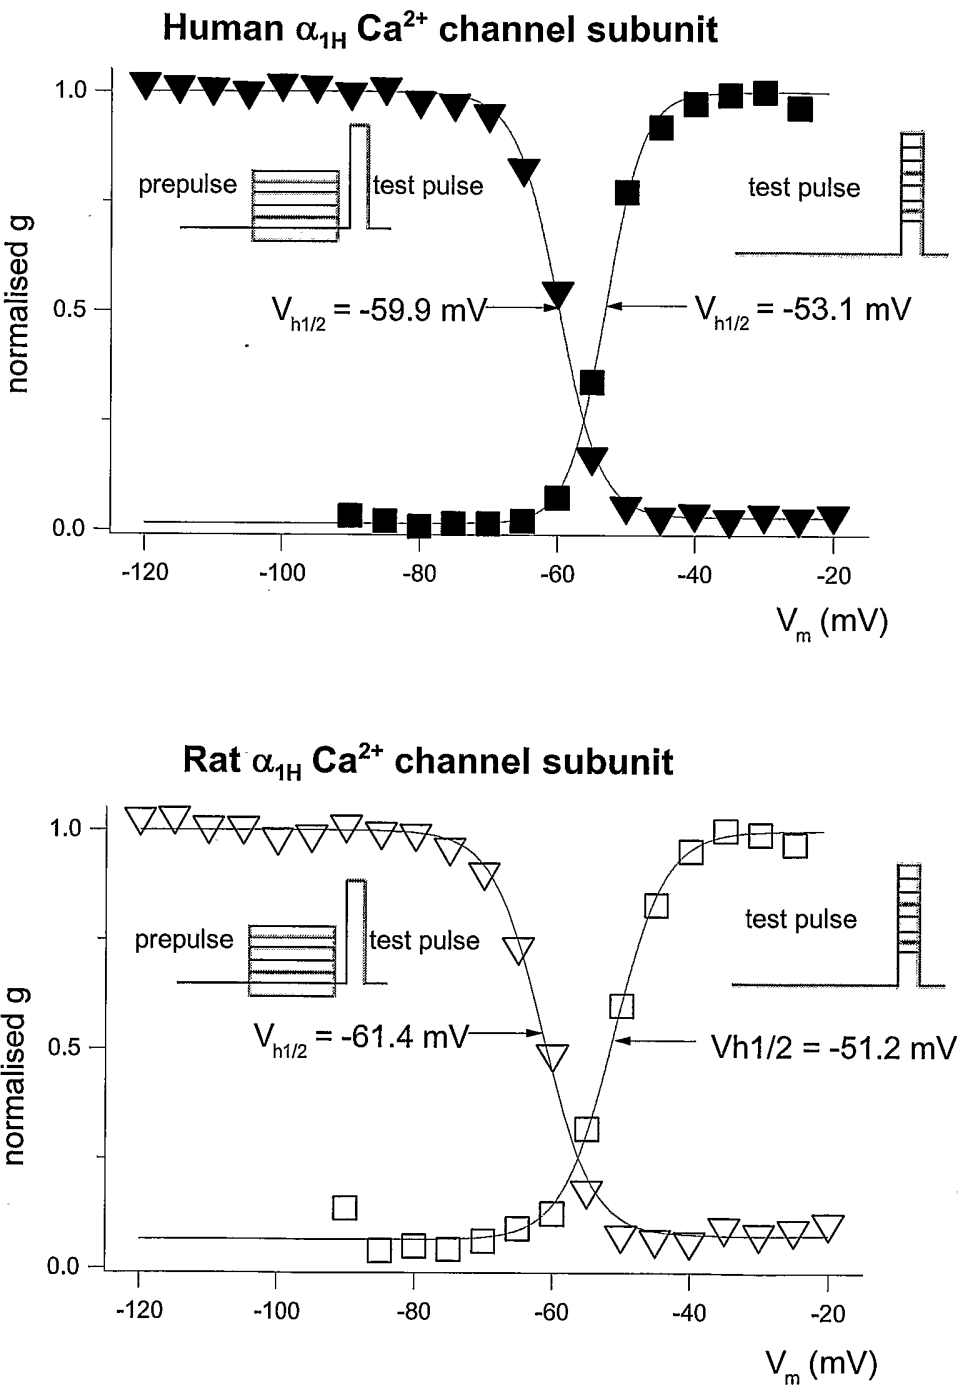 Human α1H Ca2+ channel subunit
1.0
prepulse
test pulse
test pulse
normalised g
0.5
Vh1/2 = -59.9 mV
Vh1/2 = -53.1 mV
0.0
-120
-100
-80
-60
-40
-20
Vm (mV)
Rat α1H Ca2+ channel subunit
1.0
prepulse
test pulse
test pulse
normalised g
0.5
Vh1/2 = -61.4 mV
Vh1/2 = -51.2 mV
0.0
-120
-100
-80
-60
-40
-20
Vm (mV)